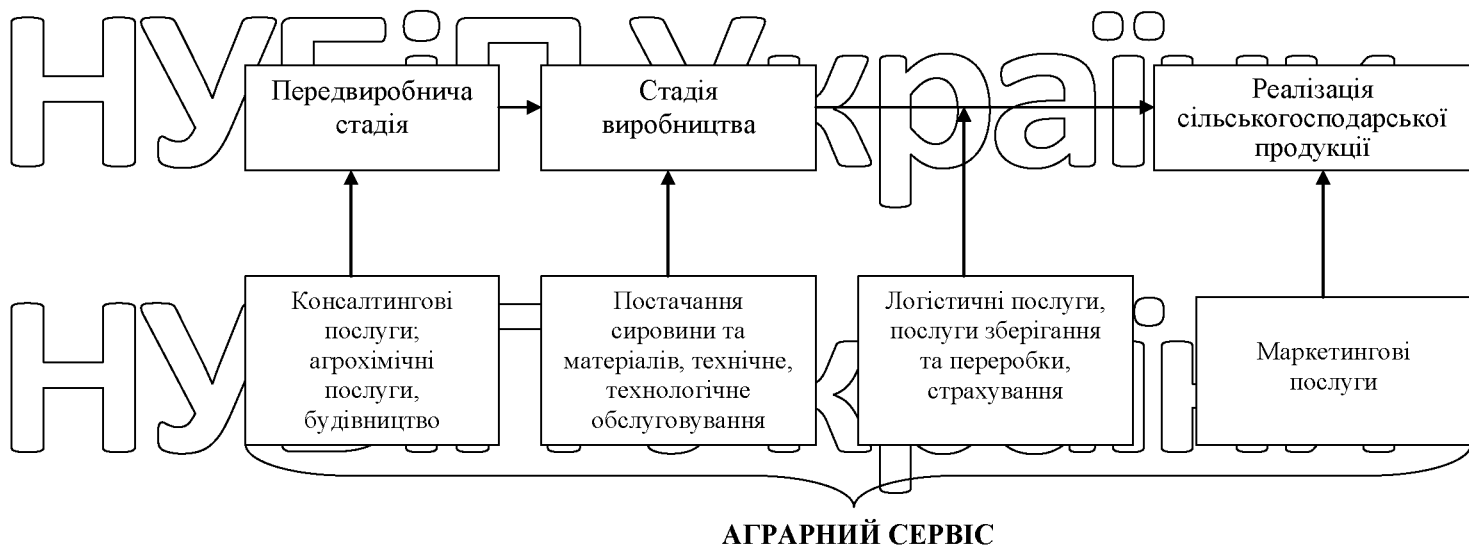 НУБіП України
Передвиробнича
стадія
Стадія
виробництва
Реалізація
сільськогосподарської
продукції
НУБіП України
Консалтингові
послуги;
агрохімічні
послуги,
будівництво
Постачання
сировини та
матеріалів, технічне,
технологічне
обслуговування
Логістичні послуги,
послуги зберігання
та переробки,
страхування
Маркетингові
послуги
АГРАРНИЙ СЕРВІС